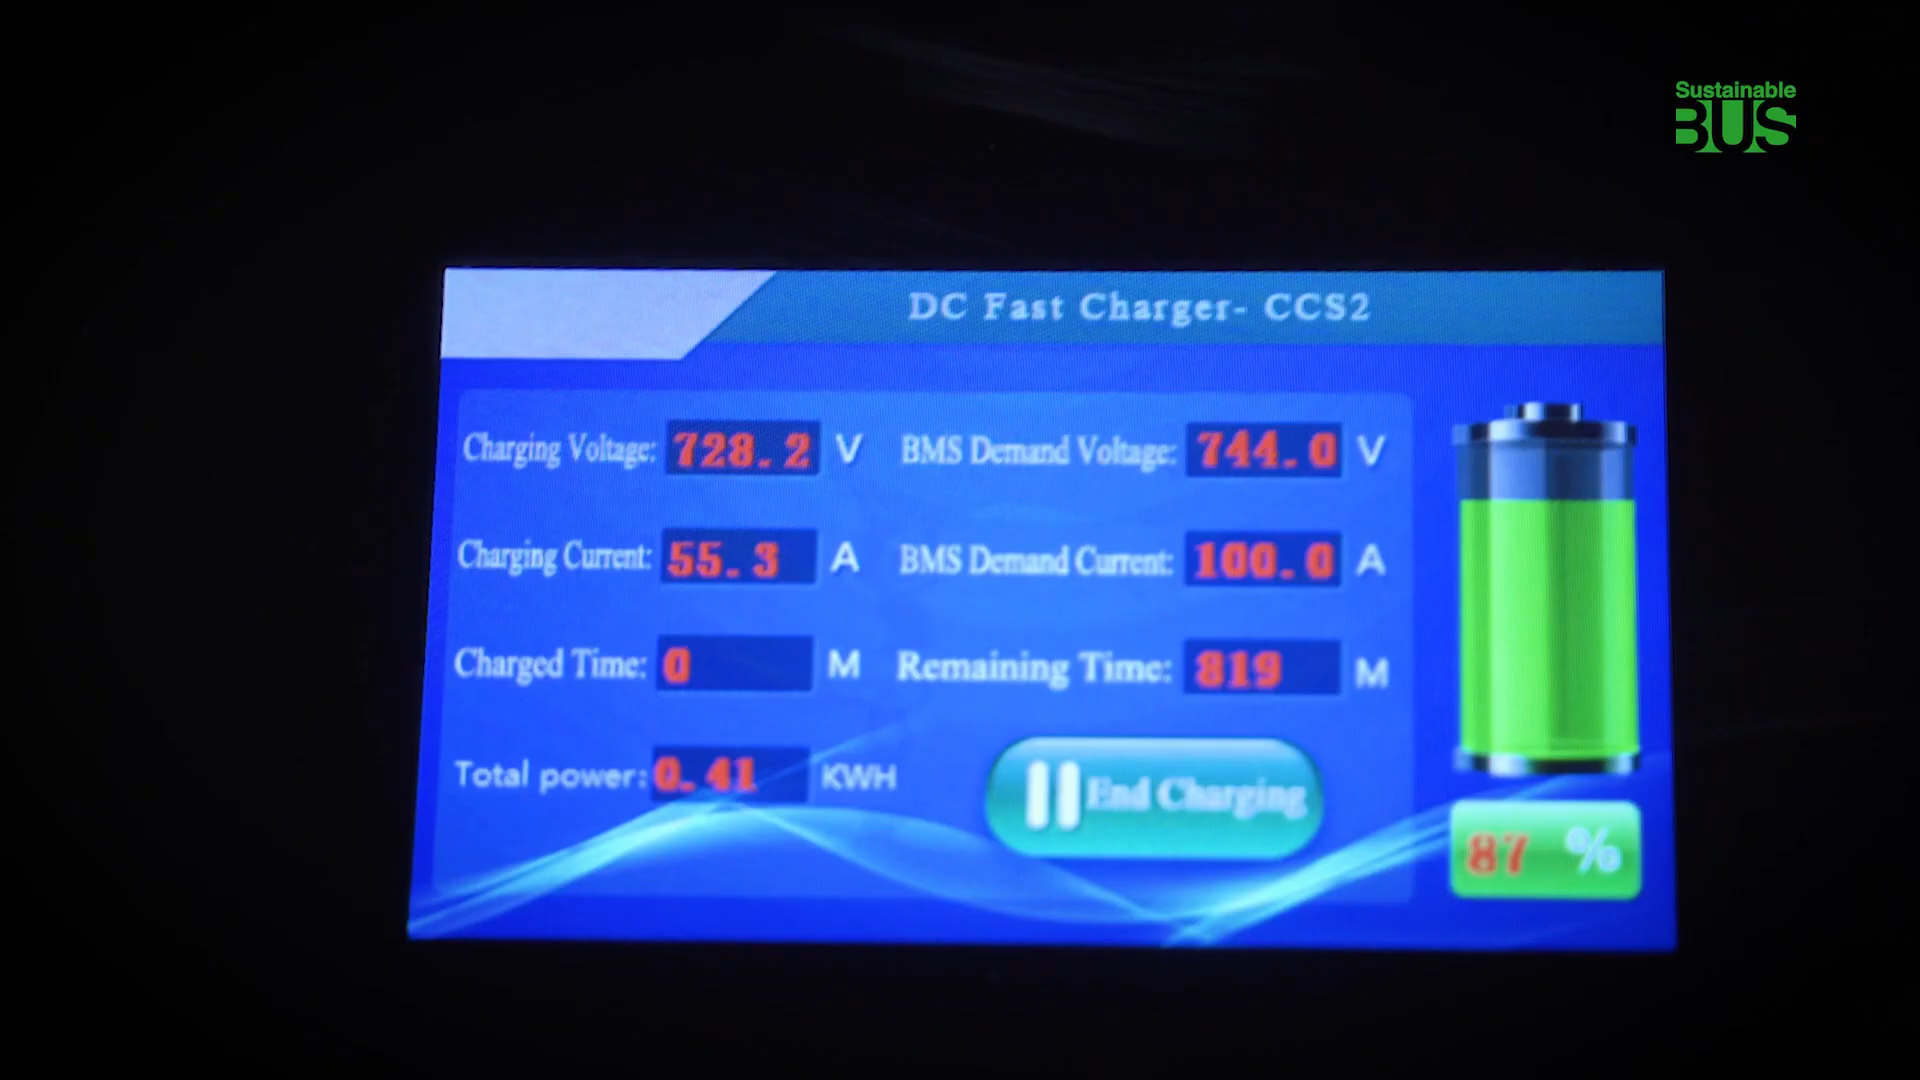 Sustainable
BUS
DC Fast Charger- CCS2
Charging Voltage: 728.2 V BMS Demand Voltage: 744.0 V
Charging Current: 55.3 A BMS Demand Current: 100.0 A
Charged Time: 0 M Remaining Time: 819 M
Total power: 0.41 KWH
End Charging
87 %